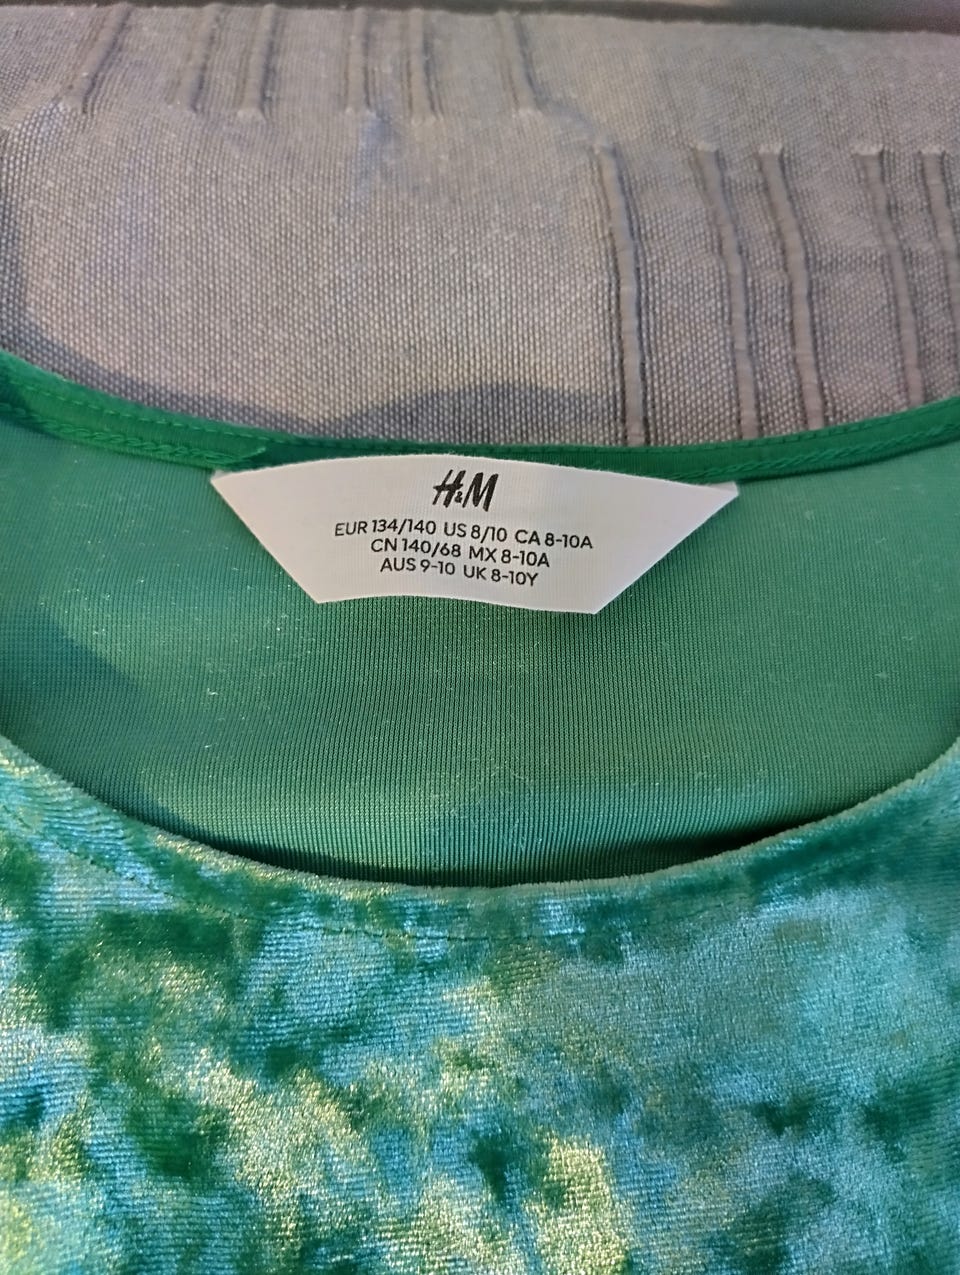 H&M
EUR 134/140 US 8/10 CA 8-10A
CN 140/68 MX 8-10A
AUS 9-10 UK 8-10Y